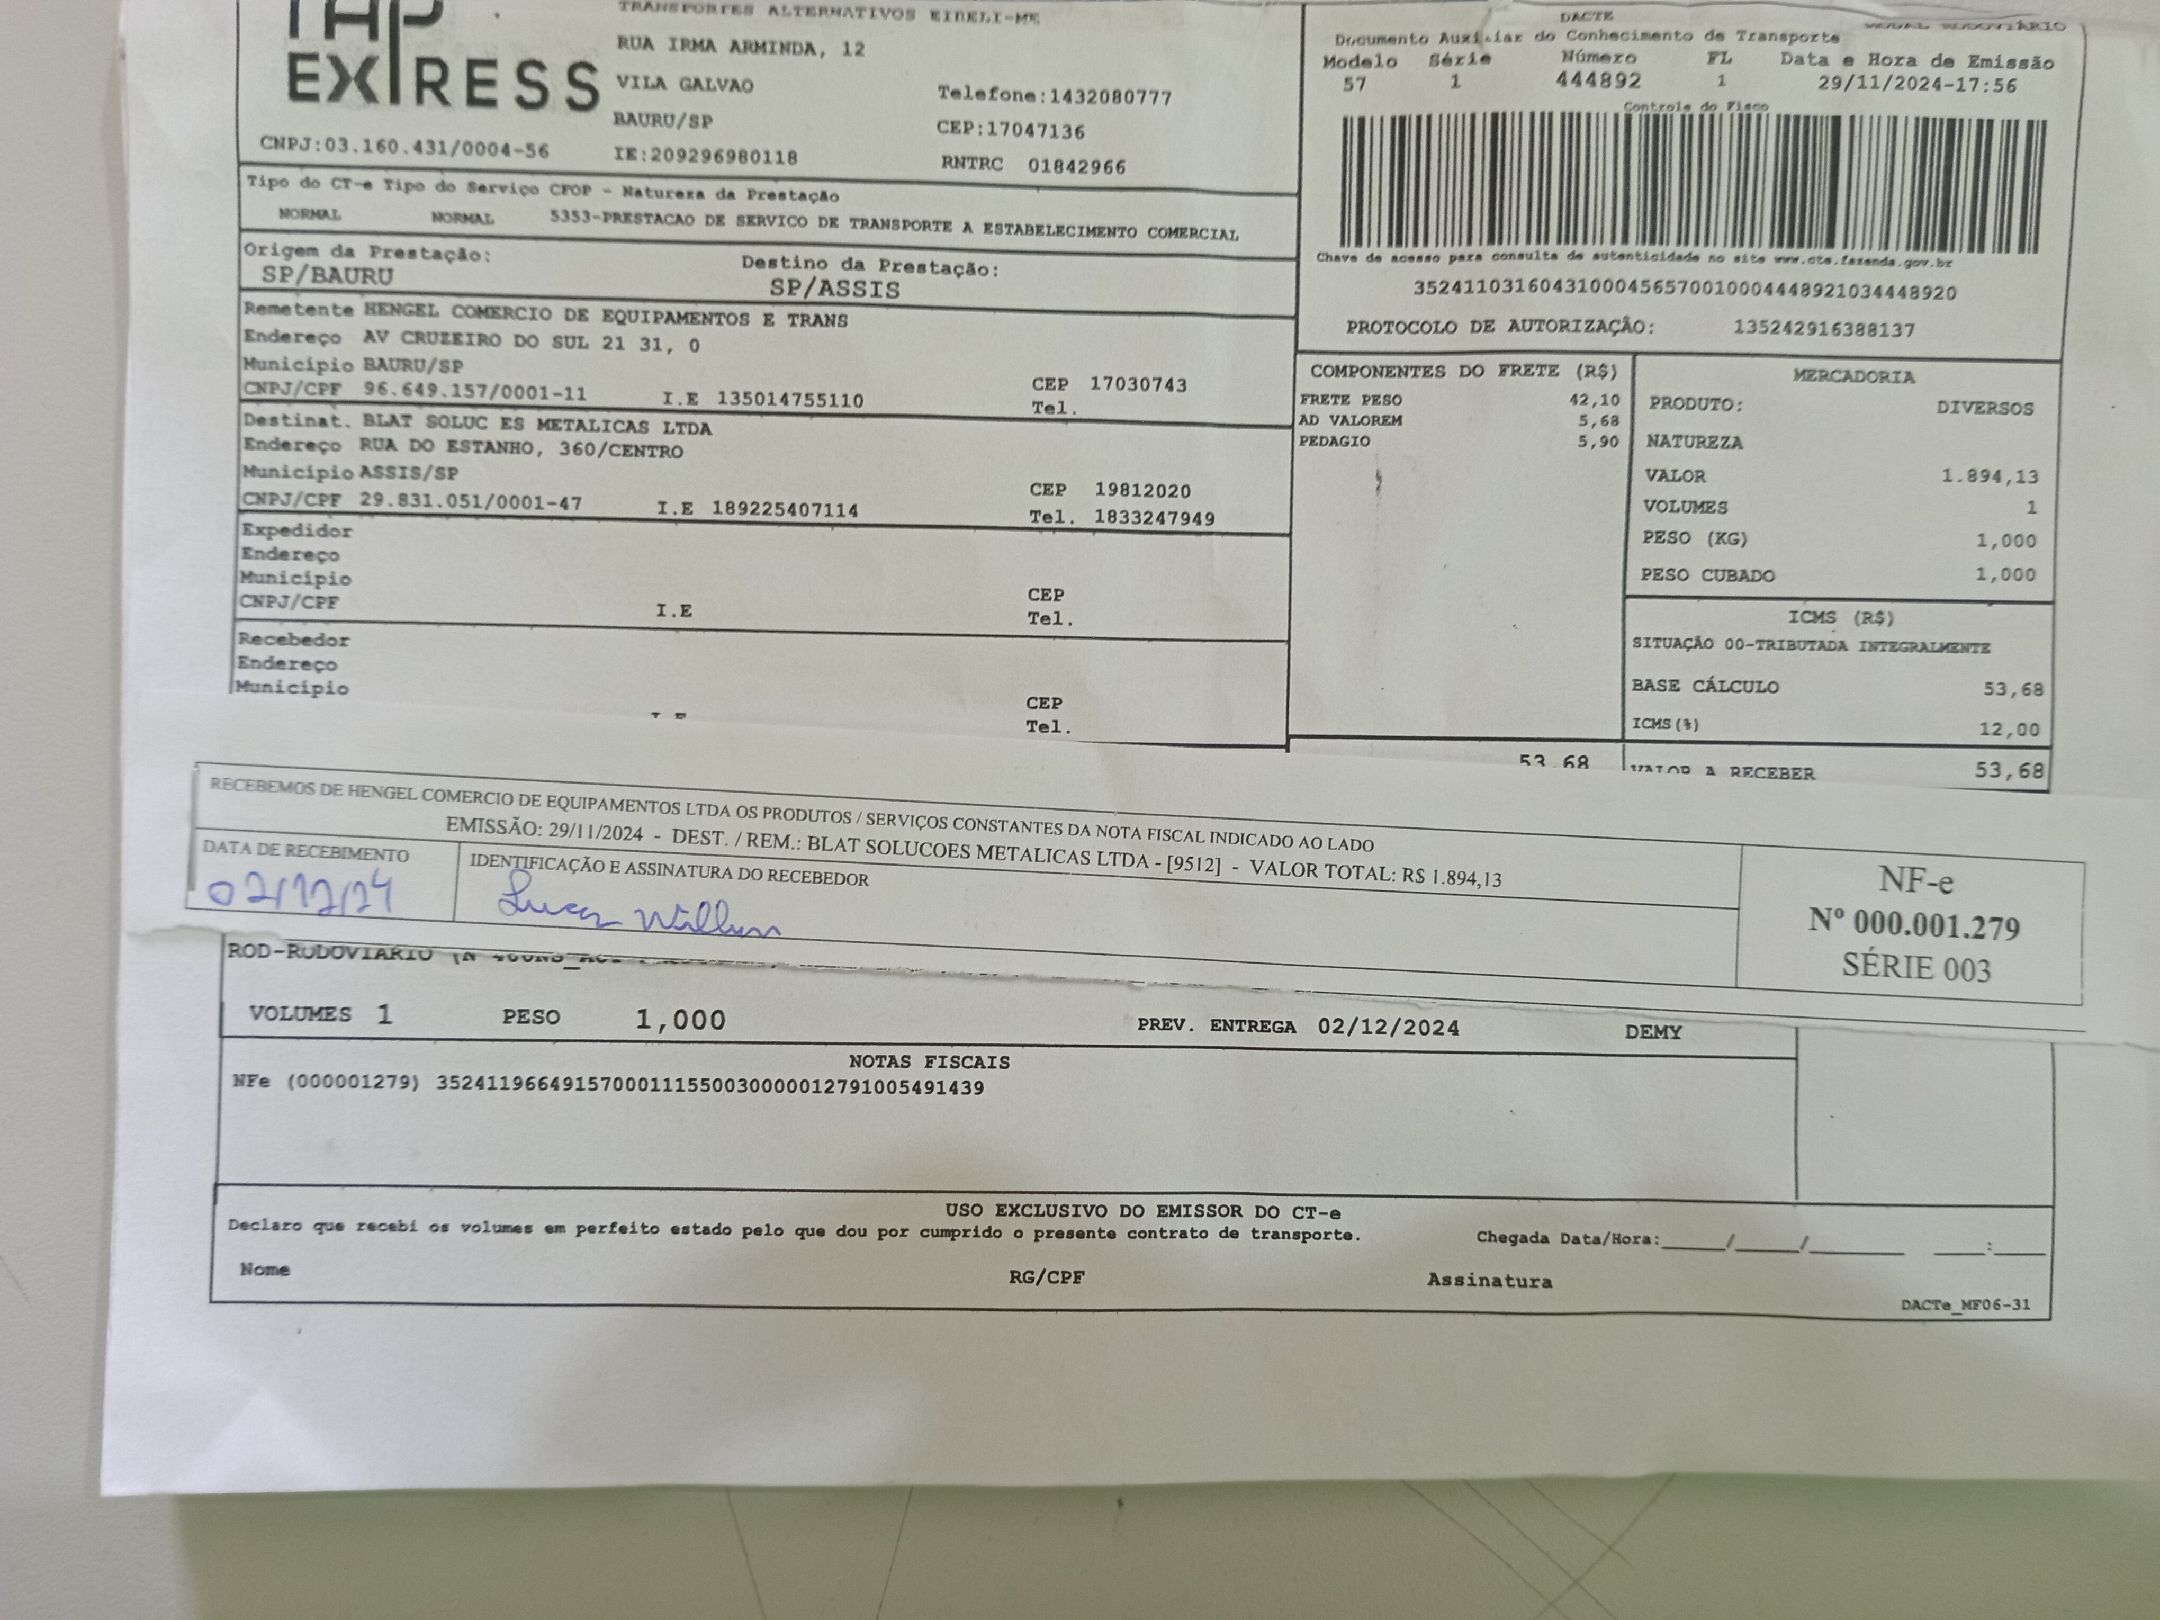 EXPRESS
TRANSPORTES ALTERNATIVOS EIRELI-ME
RUA IRMA ARMINDA, 12
VILA GALVAO
Telefone:1432080777
BAURU/SP
CEP:17047136
CNPJ:03.160.431/0004-56
IE:209296980118
RNTRC 01842966
DACTE
MODAL RODOVIÁRIO
Documento Auxiliar do Conhecimento de Transporte
Modelo Série Número FL Data e Hora de Emissão
57 1 444892 1 29/11/2024-17:56
Controle do Fisco
Chave de acesso para consulta de autenticidade no site www.cte.fazenda.gov.br
35241103160431000456570010004448921034448920
PROTOCOLO DE AUTORIZAÇÃO: 135242916388137
Tipo do CT-e Tipo do Serviço CFOP - Natureza da Prestação
NORMAL NORMAL 5353-PRESTACAO DE SERVICO DE TRANSPORTE A ESTABELECIMENTO COMERCIAL
Origem da Prestação: Destino da Prestação:
SP/BAURU SP/ASSIS
Remetente HENGEL COMERCIO DE EQUIPAMENTOS E TRANS
Endereço AV CRUZEIRO DO SUL 21 31, 0
Município BAURU/SP CEP 17030743
CNPJ/CPF 96.649.157/0001-11 I.E 135014755110 Tel.
Destinat. BLAT SOLUC ES METALICAS LTDA
Endereço RUA DO ESTANHO, 360/CENTRO
Município ASSIS/SP CEP 19812020
CNPJ/CPF 29.831.051/0001-47 I.E 189225407114 Tel. 1833247949
Expedidor
Endereço
Município CEP
CNPJ/CPF I.E Tel.
Recebedor
Endereço
Município CEP
Tel.
COMPONENTES DO FRETE (R$)
FRETE PESO 42,10
AD VALOREM 5,68
PEDAGIO 5,90
53,68
MERCADORIA
PRODUTO: DIVERSOS
NATUREZA
VALOR 1.894,13
VOLUMES 1
PESO (KG) 1,000
PESO CUBADO 1,000
ICMS (R$)
SITUAÇÃO 00-TRIBUTADA INTEGRALMENTE
BASE CÁLCULO 53,68
ICMS(%) 12,00
VALOR A RECEBER 53,68
RECEBEMOS DE HENGEL COMERCIO DE EQUIPAMENTOS LTDA OS PRODUTOS / SERVIÇOS CONSTANTES DA NOTA FISCAL INDICADO AO LADO
EMISSÃO: 29/11/2024 - DEST. / REM.: BLAT SOLUCOES METALICAS LTDA - [9512] - VALOR TOTAL: R$ 1.894,13
DATA DE RECEBIMENTO
IDENTIFICAÇÃO E ASSINATURA DO RECEBEDOR
02/12/24
NF-e
Nº 000.001.279
SÉRIE 003
ROD-RODOVIARIO
VOLUMES 1 PESO 1,000 PREV. ENTREGA 02/12/2024 DEMY
NOTAS FISCAIS
NFe (000001279) 35241196649157000111550030000012791005491439
USO EXCLUSIVO DO EMISSOR DO CT-e
Declaro que recebi os volumes em perfeito estado pelo que dou por cumprido o presente contrato de transporte.
Chegada Data/Hora:_____/_____/________ ____:____
Nome RG/CPF Assinatura
DACTe_MF06-31